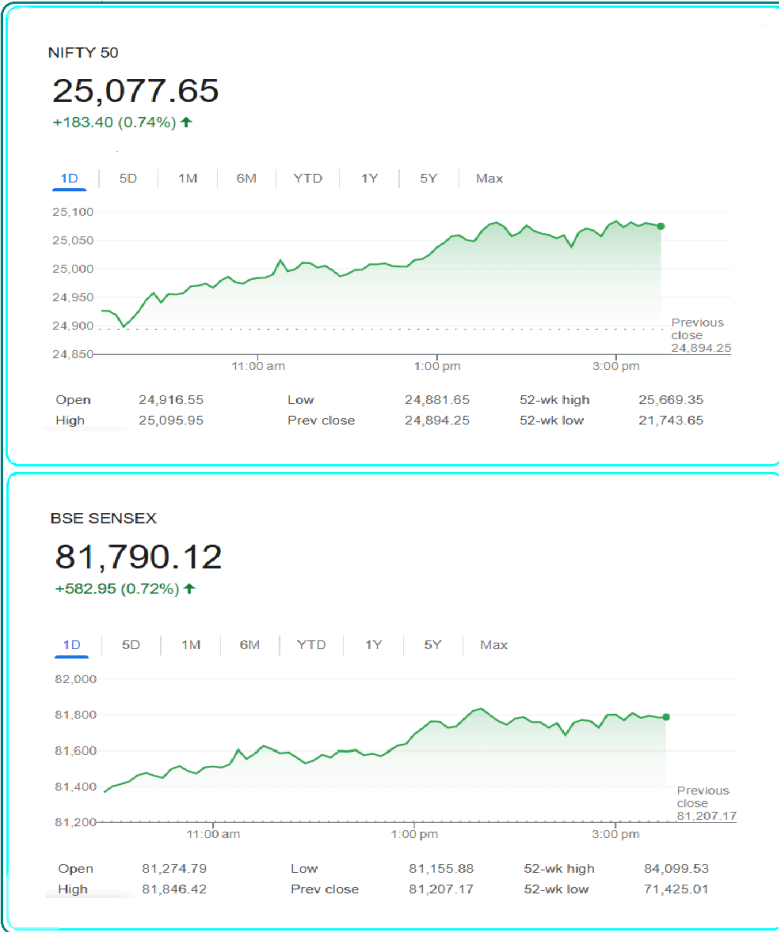 NIFTY 50
25,077.65
+183.40 (0.74%) ↑
1D 5D 1M 6M YTD 1Y 5Y Max
25,100
25,050
25,000
24,950
24,900
24,850
Previous
close
24,894.25
11:00 am 1:00 pm 3:00 pm
Open 24,916.55 Low 24,881.65 52-wk high 25,669.35
High 25,095.95 Prev close 24,894.25 52-wk low 21,743.65
BSE SENSEX
81,790.12
+582.95 (0.72%) ↑
1D 5D 1M 6M YTD 1Y 5Y Max
82,000
81,800
81,600
81,400
81,200
Previous
close
81,207.17
11:00 am 1:00 pm 3:00 pm
Open 81,274.79 Low 81,155.88 52-wk high 84,099.53
High 81,846.42 Prev close 81,207.17 52-wk low 71,425.01